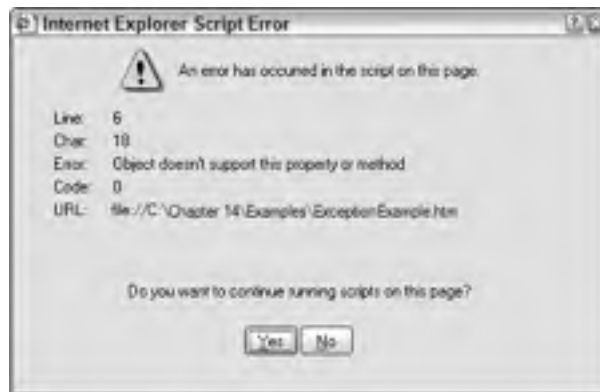 Internet Explorer Script Error
An error has occurred in the script on this page.
Line: 6
Char: 18
Error: Object doesn't support this property or method
Code: 0
URL: file://C:\Chapter 14\Examples\ExceptionExample.htm
Do you want to continue running scripts on this page?
Yes No